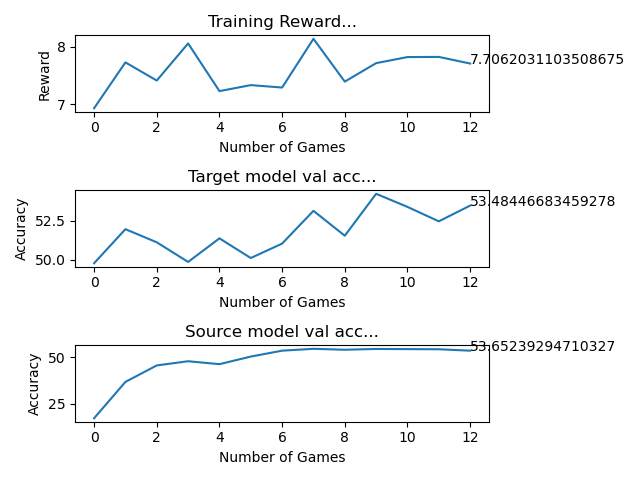 Training Reward...
8
7
Reward
7.7062031103508675
0 2 4 6 8 10 12
Number of Games
Target model val acc...
52.5
50.0
Accuracy
53.48446683459278
0 2 4 6 8 10 12
Number of Games
Source model val acc...
50
25
Accuracy
53.65239294710327
0 2 4 6 8 10 12
Number of Games